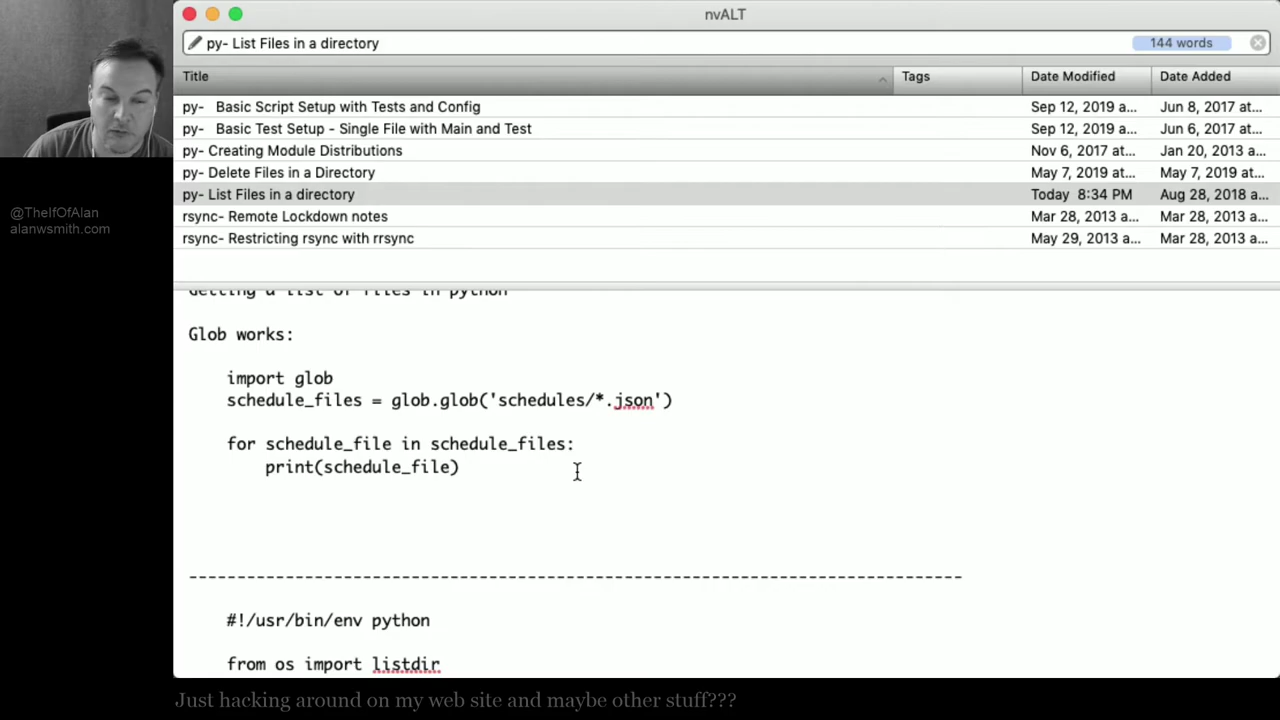 nvALT
py- List Files in a directory
144 words
Title Tags Date Modified Date Added
py- Basic Script Setup with Tests and Config Sep 12, 2019 a... Jun 8, 2017 at...
py- Basic Test Setup - Single File with Main and Test Sep 12, 2019 a... Jun 6, 2017 at...
py- Creating Module Distributions Nov 6, 2017 at... Jan 20, 2013 a...
py- Delete Files in a Directory May 7, 2019 at... May 7, 2019 at...
py- List Files in a directory Today 8:34 PM Aug 28, 2018 a...
rsync- Remote Lockdown notes Mar 28, 2013 a... Mar 28, 2013 a...
rsync- Restricting rsync with rrsync May 29, 2013 a... Mar 28, 2013 a...
@TheIfOfAlan
alanwsmith.com
Getting a list of files in python
Glob works:
import glob
schedule_files = glob.glob('schedules/*.json')
for schedule_file in schedule_files:
print(schedule_file)
--------------------------------------------------------------------------------
#!/usr/bin/env python
from os import listdir
Just hacking around on my web site and maybe other stuff???